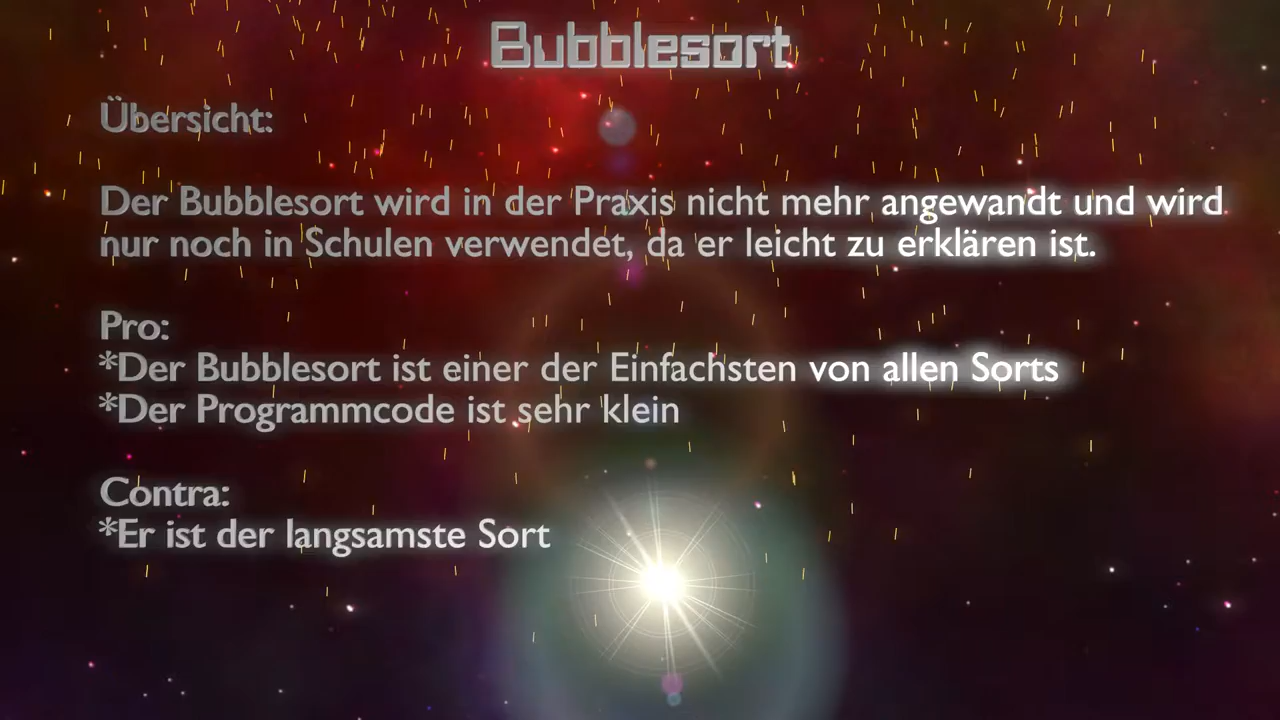 Bubblesort
Übersicht:
Der Bubblesort wird in der Praxis nicht mehr angewandt und wird
nur noch in Schulen verwendet, da er leicht zu erklären ist.
Pro:
*Der Bubblesort ist einer der Einfachsten von allen Sorts
*Der Programmcode ist sehr klein
Contra:
*Er ist der langsamste Sort